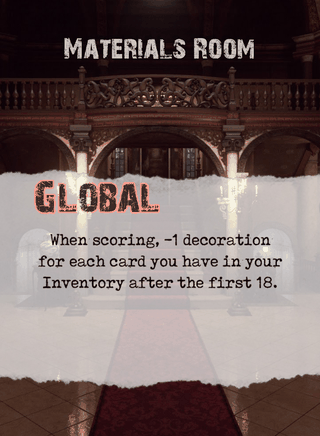 Materials Room
Global
When scoring, -1 decoration
for each card you have in your
Inventory after the first 18.